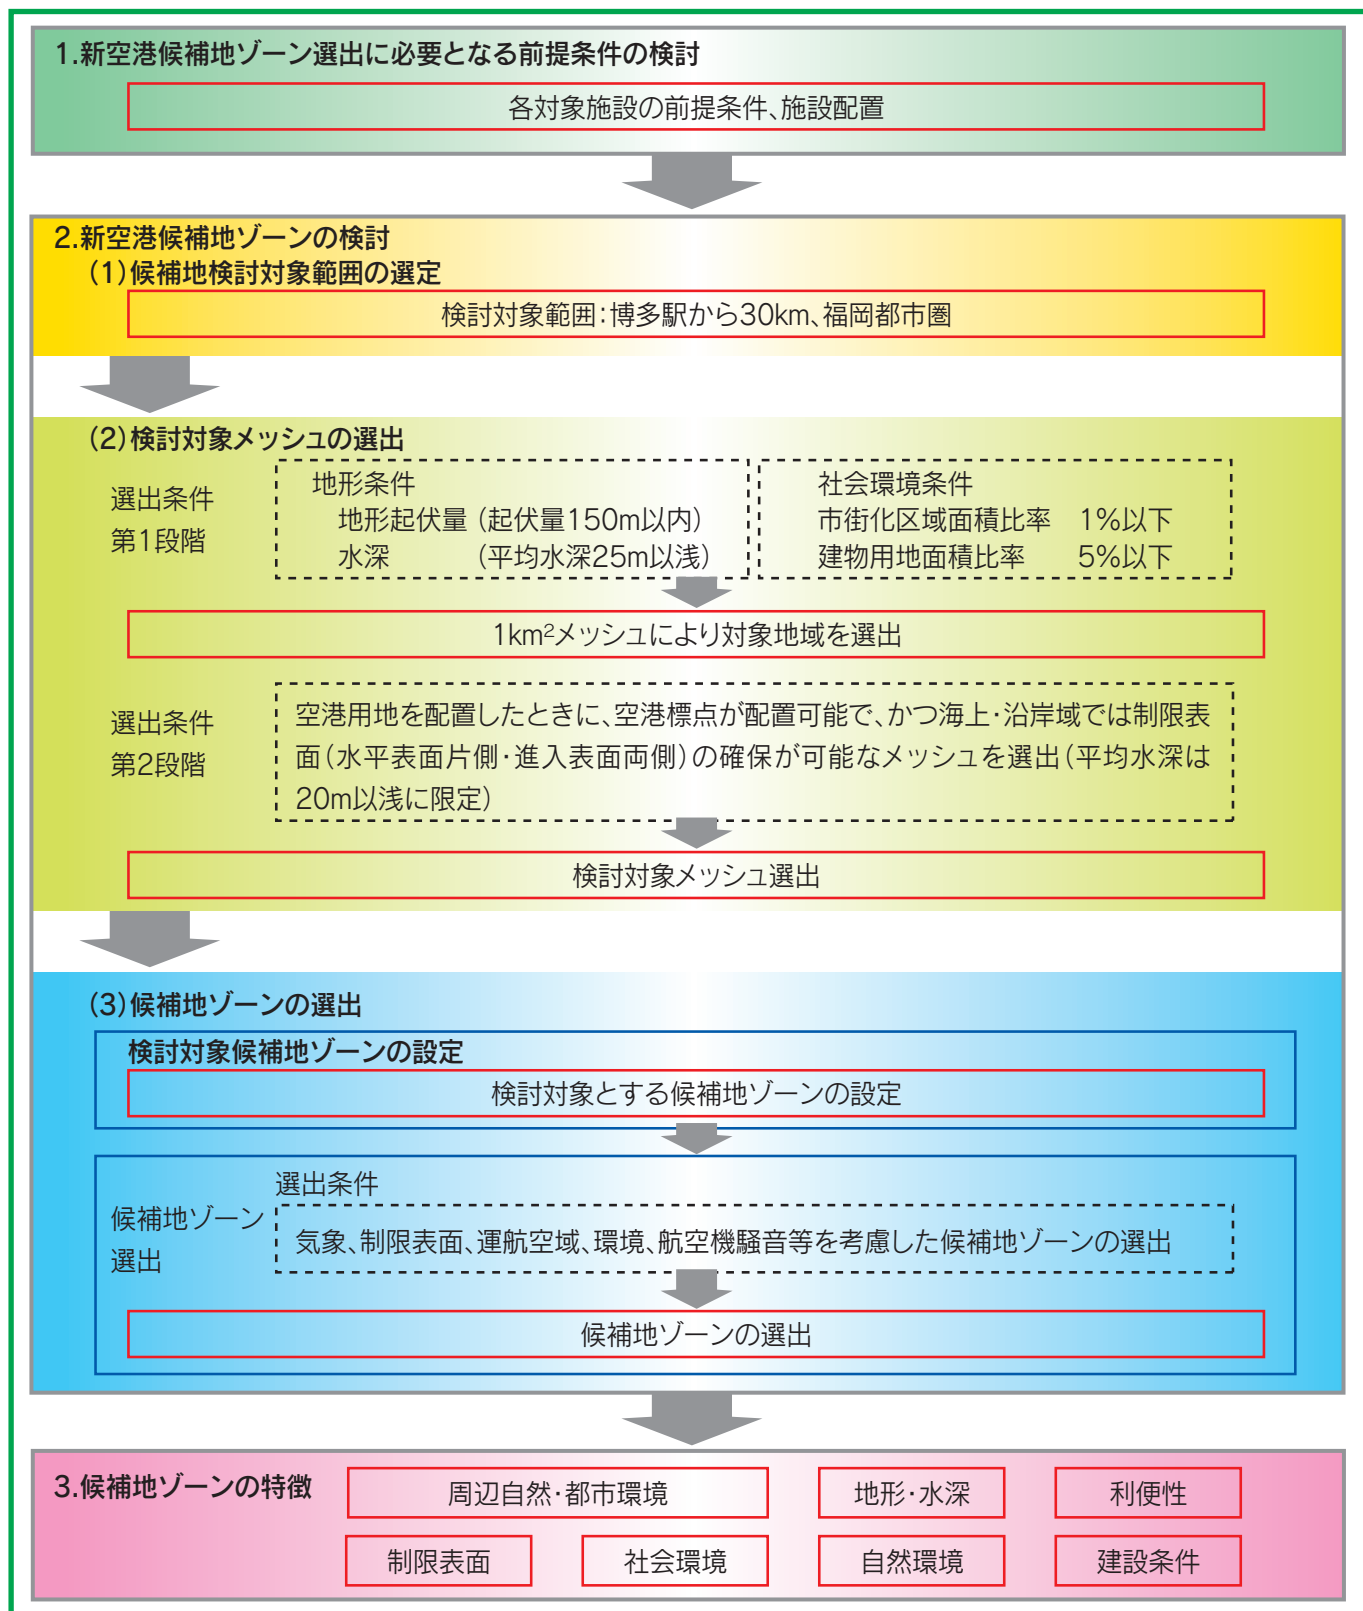 1.新空港候補地ゾーン選出に必要となる前提条件の検討
各対象施設の前提条件、施設配置
2.新空港候補地ゾーンの検討
(1)候補地検討対象範囲の選定
検討対象範囲：博多駅から30km、福岡都市圏
(2)検討対象メッシュの選出
選出条件
第1段階
地形条件
地形起伏量（起伏量150m以内）
水深　　　（平均水深25m以浅）
社会環境条件
市街化区域面積比率　1%以下
建物用地面積比率　　5%以下
1km²メッシュにより対象地域を選出
選出条件
第2段階
空港用地を配置したときに、空港標点が配置可能で、かつ海上・沿岸域では制限表
面（水平表面片側・進入表面両側）の確保が可能なメッシュを選出（平均水深は
20m以浅に限定）
検討対象メッシュ選出
(3)候補地ゾーンの選出
検討対象候補地ゾーンの設定
検討対象とする候補地ゾーンの設定
選出条件
候補地ゾーン
選出
気象、制限表面、運航空域、環境、航空機騒音等を考慮した候補地ゾーンの選出
候補地ゾーンの選出
3.候補地ゾーンの特徴
周辺自然・都市環境
地形・水深
利便性
制限表面
社会環境
自然環境
建設条件